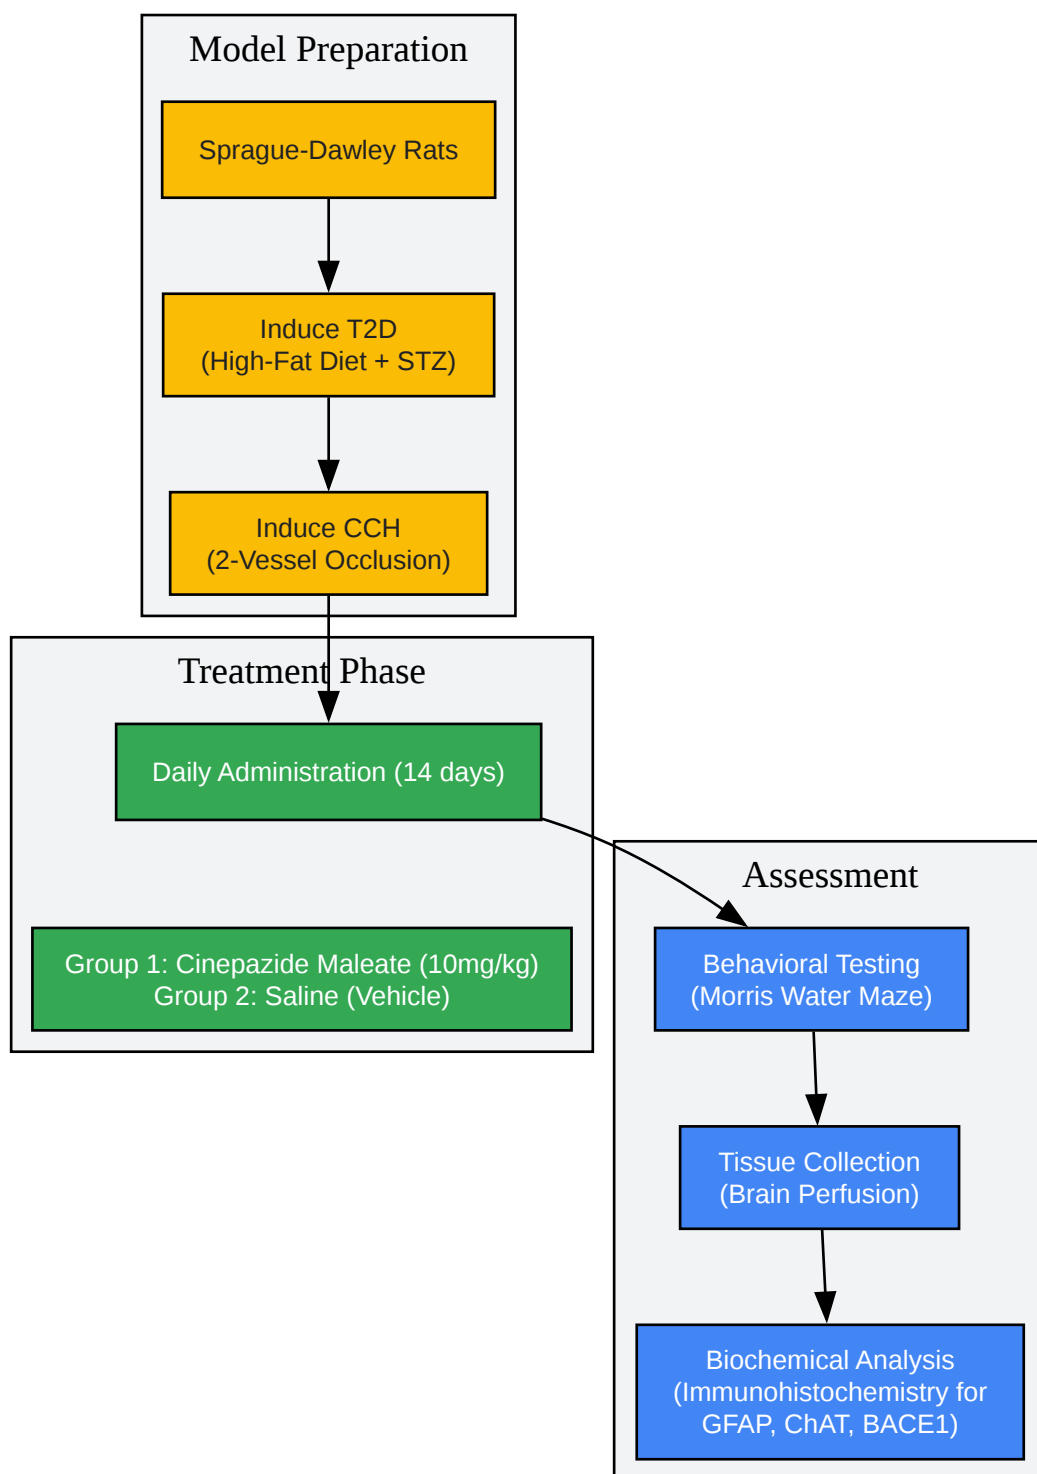 Model Preparation
Sprague-Dawley Rats
Induce T2D
(High-Fat Diet + STZ)
Induce CCH
(2-Vessel Occlusion)
Treatment Phase
Daily Administration (14 days)
Group 1: Cinepazide Maleate (10mg/kg)
Group 2: Saline (Vehicle)
Assessment
Behavioral Testing
(Morris Water Maze)
Tissue Collection
(Brain Perfusion)
Biochemical Analysis
(Immunohistochemistry for
GFAP, ChAT, BACE1)